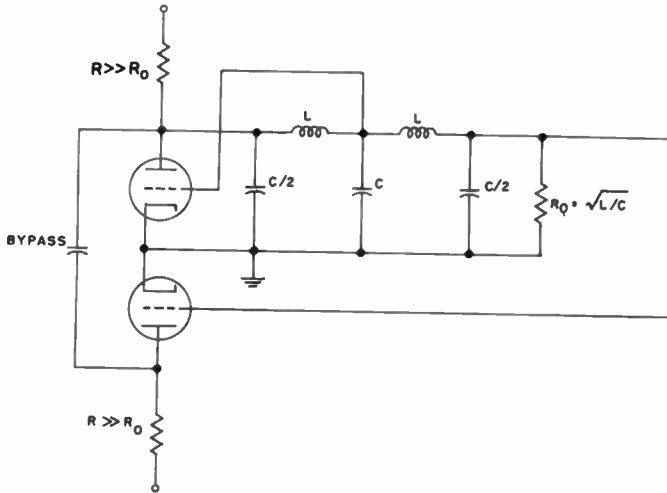 R>>R₀
L
L
C/2
C
C/2
R₀ = √L/C
BYPASS
R >> R₀